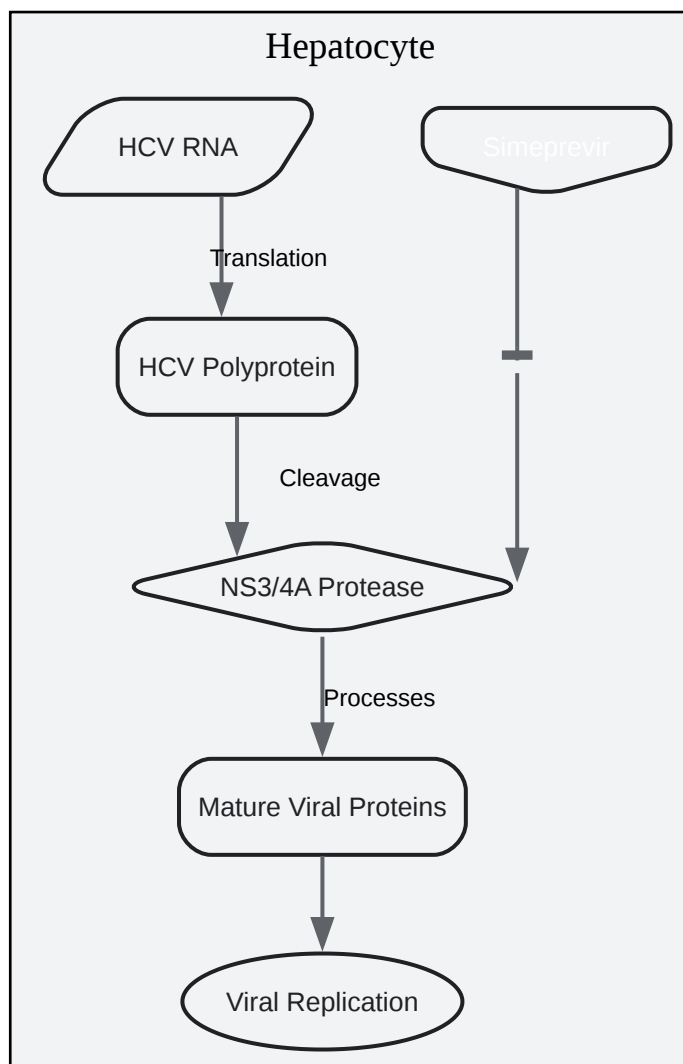 Hepatocyte
HCV RNA
Simeprevir
Translation
HCV Polyprotein
Cleavage
NS3/4A Protease
Processes
Mature Viral Proteins
Viral Replication